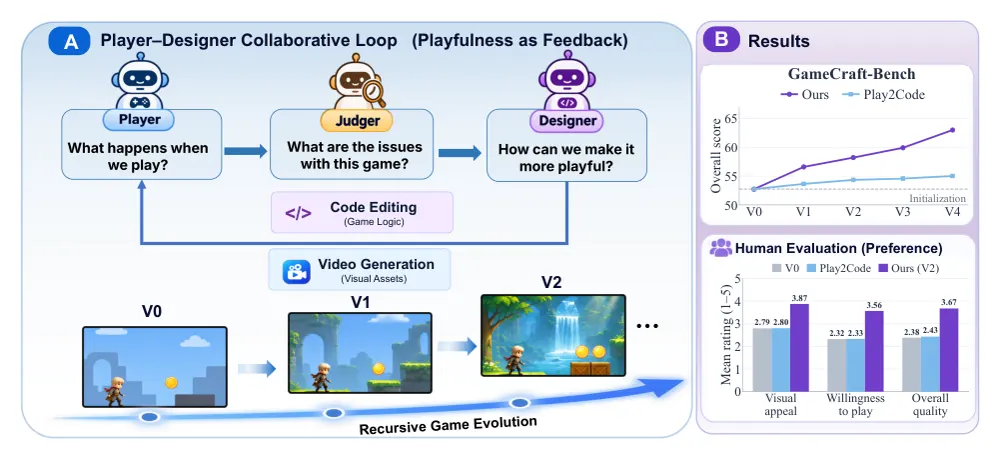 A Player–Designer Collaborative Loop (Playfulness as Feedback)
Player
What happens when
we play?
Judger
What are the issues
with this game?
Designer
How can we make it
more playful?
</> Code Editing
(Game Logic)
Video Generation
(Visual Assets)
V0
V1
V2
...
Recursive Game Evolution
B Results
GameCraft-Bench
Ours Play2Code
Overall score
65
60
55
50
Initialization
V0 V1 V2 V3 V4
Human Evaluation (Preference)
V0 Play2Code Ours (V2)
Mean rating (1–5)
5
4
3
2
1
0
2.79 2.80 3.87
2.32 2.33 3.56
2.38 2.43 3.67
Visual
appeal
Willingness
to play
Overall
quality